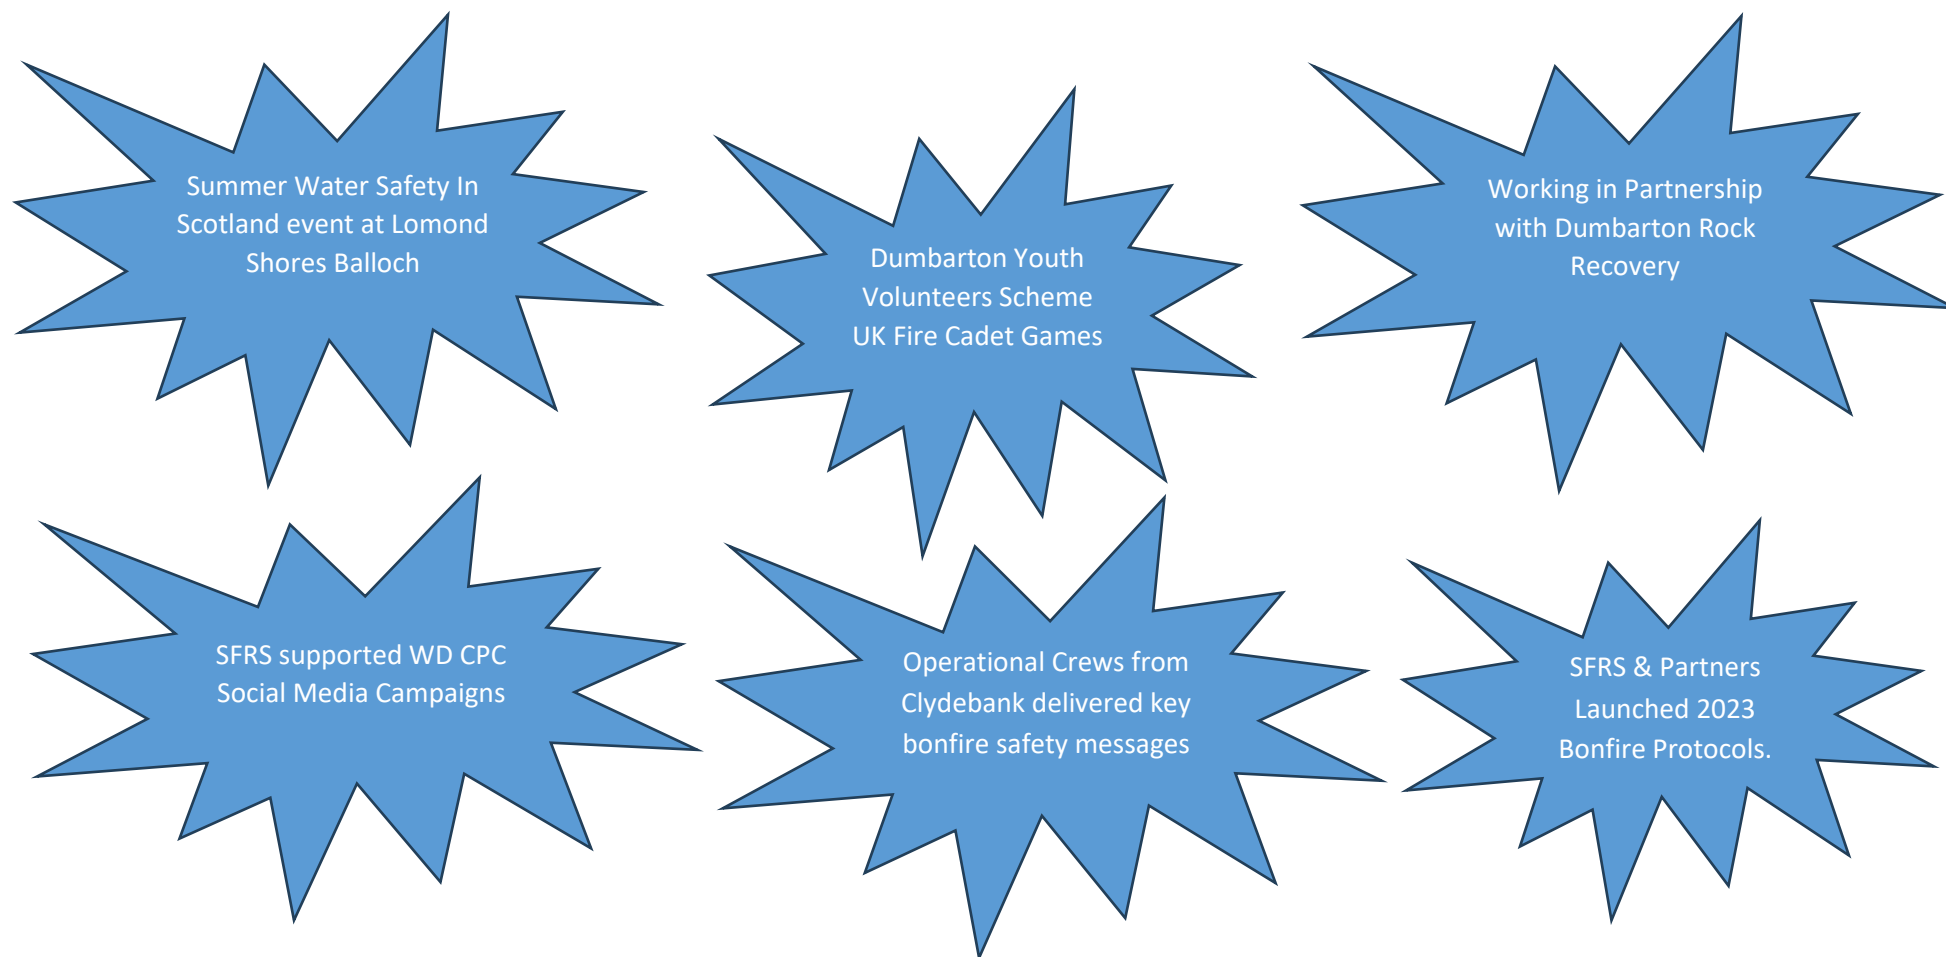 Summer Water Safety In
Scotland event at Lomond
Shores Balloch
Dumbarton Youth
Volunteers Scheme
UK Fire Cadet Games
Working in Partnership
with Dumbarton Rock
Recovery
SFRS supported WD CPC
Social Media Campaigns
Operational Crews from
Clydebank delivered key
bonfire safety messages
SFRS & Partners
Launched 2023
Bonfire Protocols.